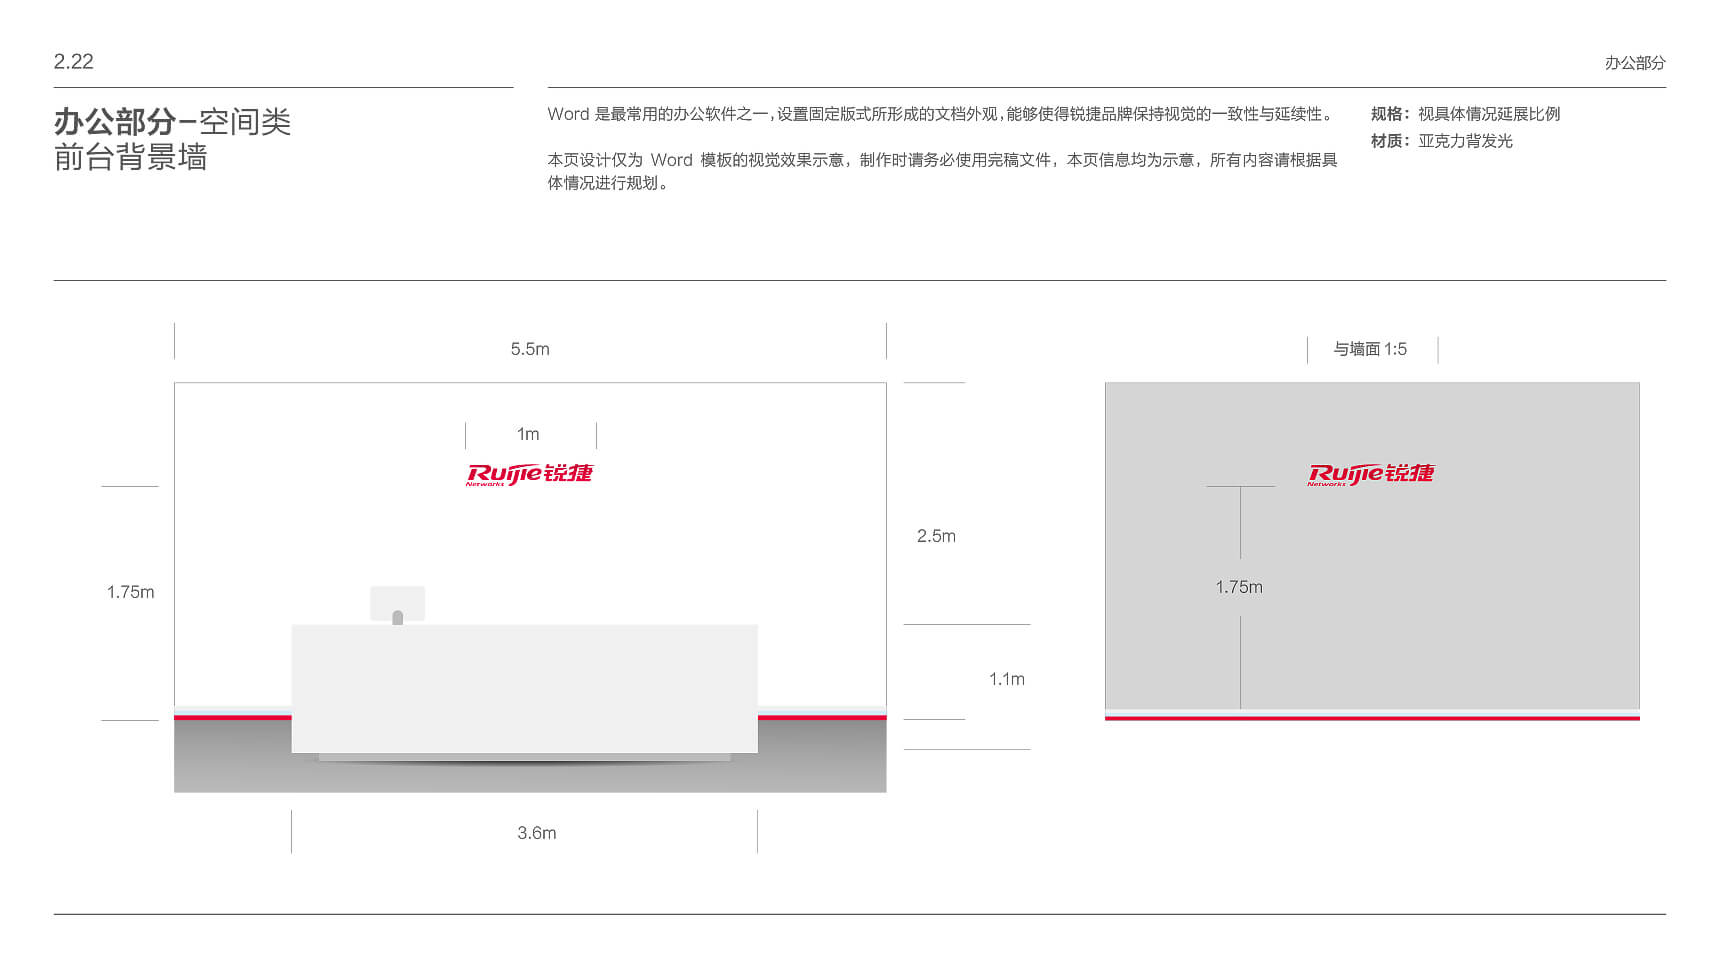 2.22
办公部分
办公部分–空间类
前台背景墙
Word 是最常用的办公软件之一,设置固定版式所形成的文档外观,能够使得锐捷品牌保持视觉的一致性与延续性。
本页设计仅为 Word 模板的视觉效果示意，制作时请务必使用完稿文件，本页信息均为示意，所有内容请根据具
体情况进行规划。
规格：视具体情况延展比例
材质：亚克力背发光
5.5m
1m
Ruijie锐捷
Networks
1.75m
2.5m
1.1m
3.6m
与墙面 1:5
Ruijie锐捷
Networks
1.75m